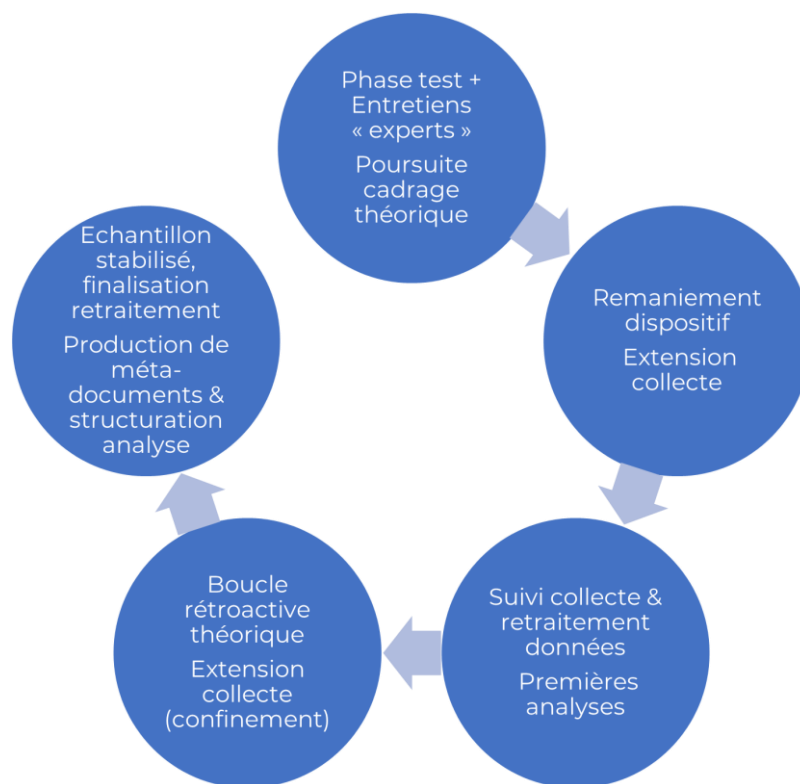 Phase test +
Entretiens
« experts »
Poursuite
cadrage
théorique
Remaniement
dispositif
Extension
collecte
Suivi collecte &
retraitement
données
Premières
analyses
Boucle
rétroactive
théorique
Extension
collecte
(confinement)
Echantillon
stabilisé,
finalisation
retraitement
Production de
méta-
documents &
structuration
analyse